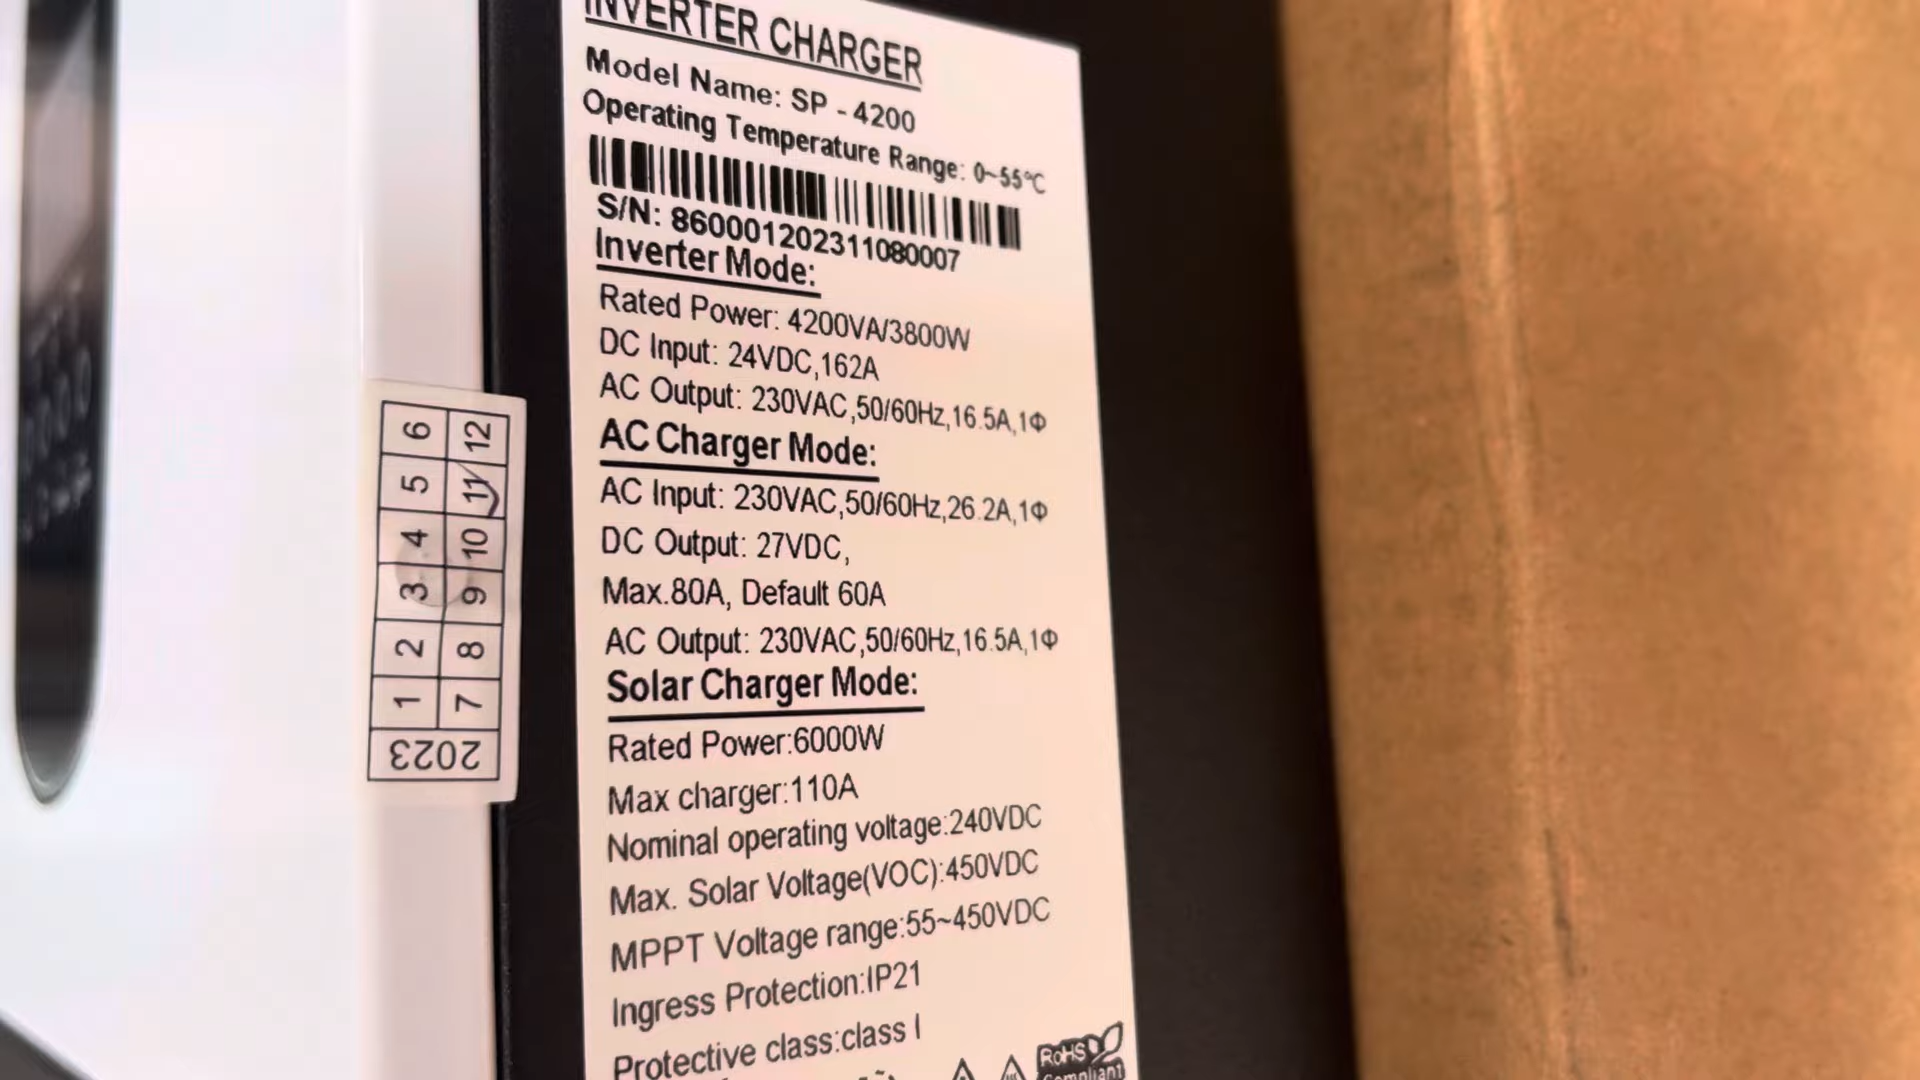 INVERTER CHARGER
Model Name: SP - 4200
Operating Temperature Range: 0~55℃
S/N: 860001202311080007
Inverter Mode:
Rated Power: 4200VA/3800W
DC Input: 24VDC,162A
AC Output: 230VAC,50/60Hz,16.5A,1Φ
AC Charger Mode:
AC Input: 230VAC,50/60Hz,26.2A,1Φ
DC Output: 27VDC,
Max.80A, Default 60A
AC Output: 230VAC,50/60Hz,16.5A,1Φ
Solar Charger Mode:
Rated Power:6000W
Max charger:110A
Nominal operating voltage:240VDC
Max. Solar Voltage(VOC):450VDC
MPPT Voltage range:55~450VDC
Ingress Protection:IP21
Protective class:class I
RoHS
Compliant
2023
1 2 3 4 5 6
7 8 9 10 11 12